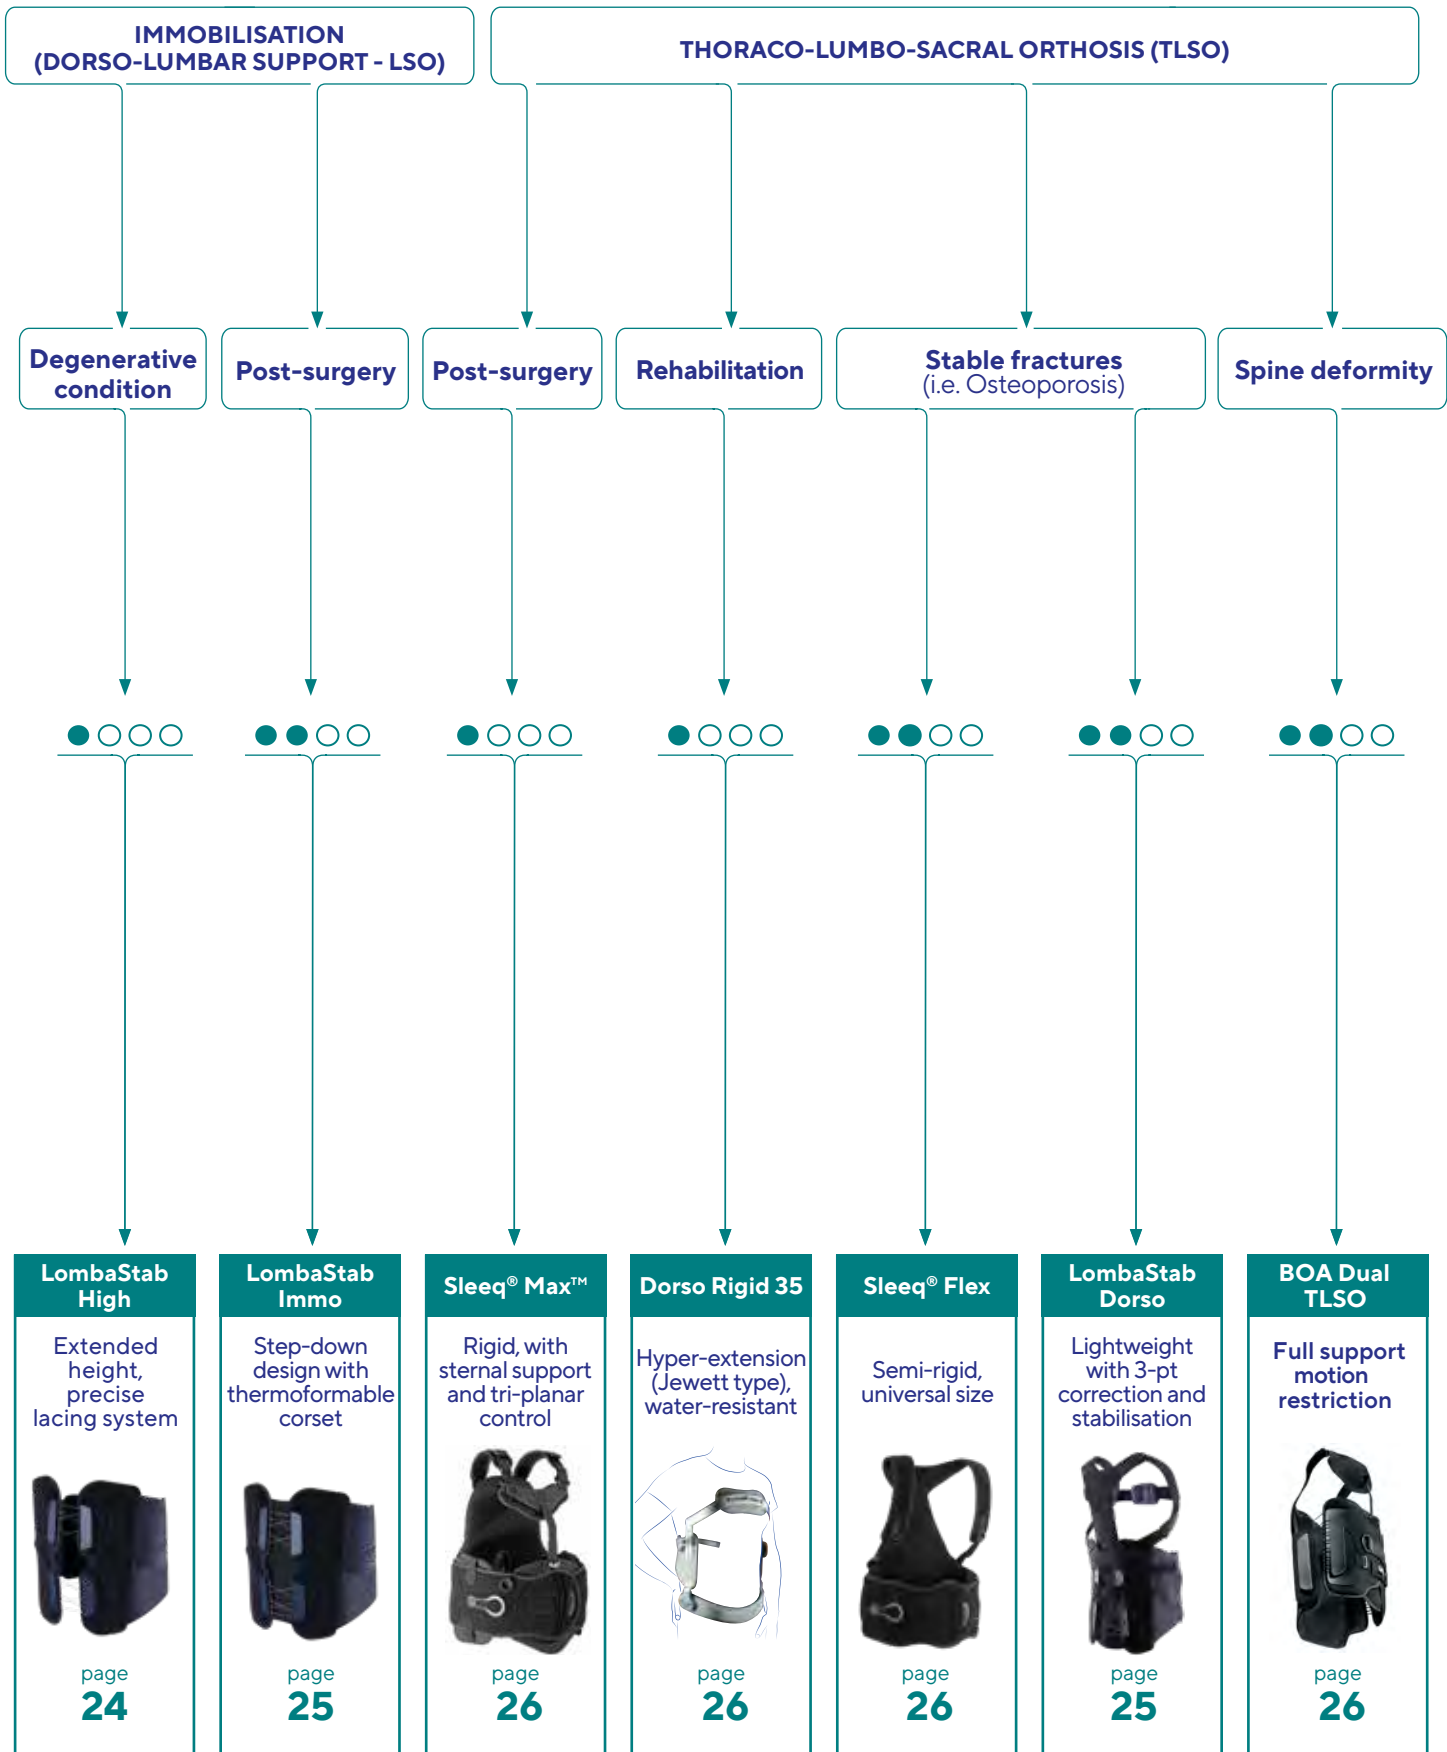 IMMOBILISATION
(DORSO-LUMBAR SUPPORT - LSO)
THORACO-LUMBO-SACRAL ORTHOSIS (TLSO)
Degenerative
condition
Post-surgery
Post-surgery
Rehabilitation
Stable fractures
(i.e. Osteoporosis)
Spine deformity
LombaStab
High
Extended
height,
precise
lacing system
page
24
LombaStab
Immo
Step-down
design with
thermoformable
corset
page
25
Sleeq® Max™
Rigid, with
sternal support
and tri-planar
control
page
26
Dorso Rigid 35
Hyper-extension
(Jewett type),
water-resistant
page
26
Sleeq® Flex
Semi-rigid,
universal size
page
26
LombaStab
Dorso
Lightweight
with 3-pt
correction and
stabilisation
page
25
BOA Dual
TLSO
Full support
motion
restriction
page
26